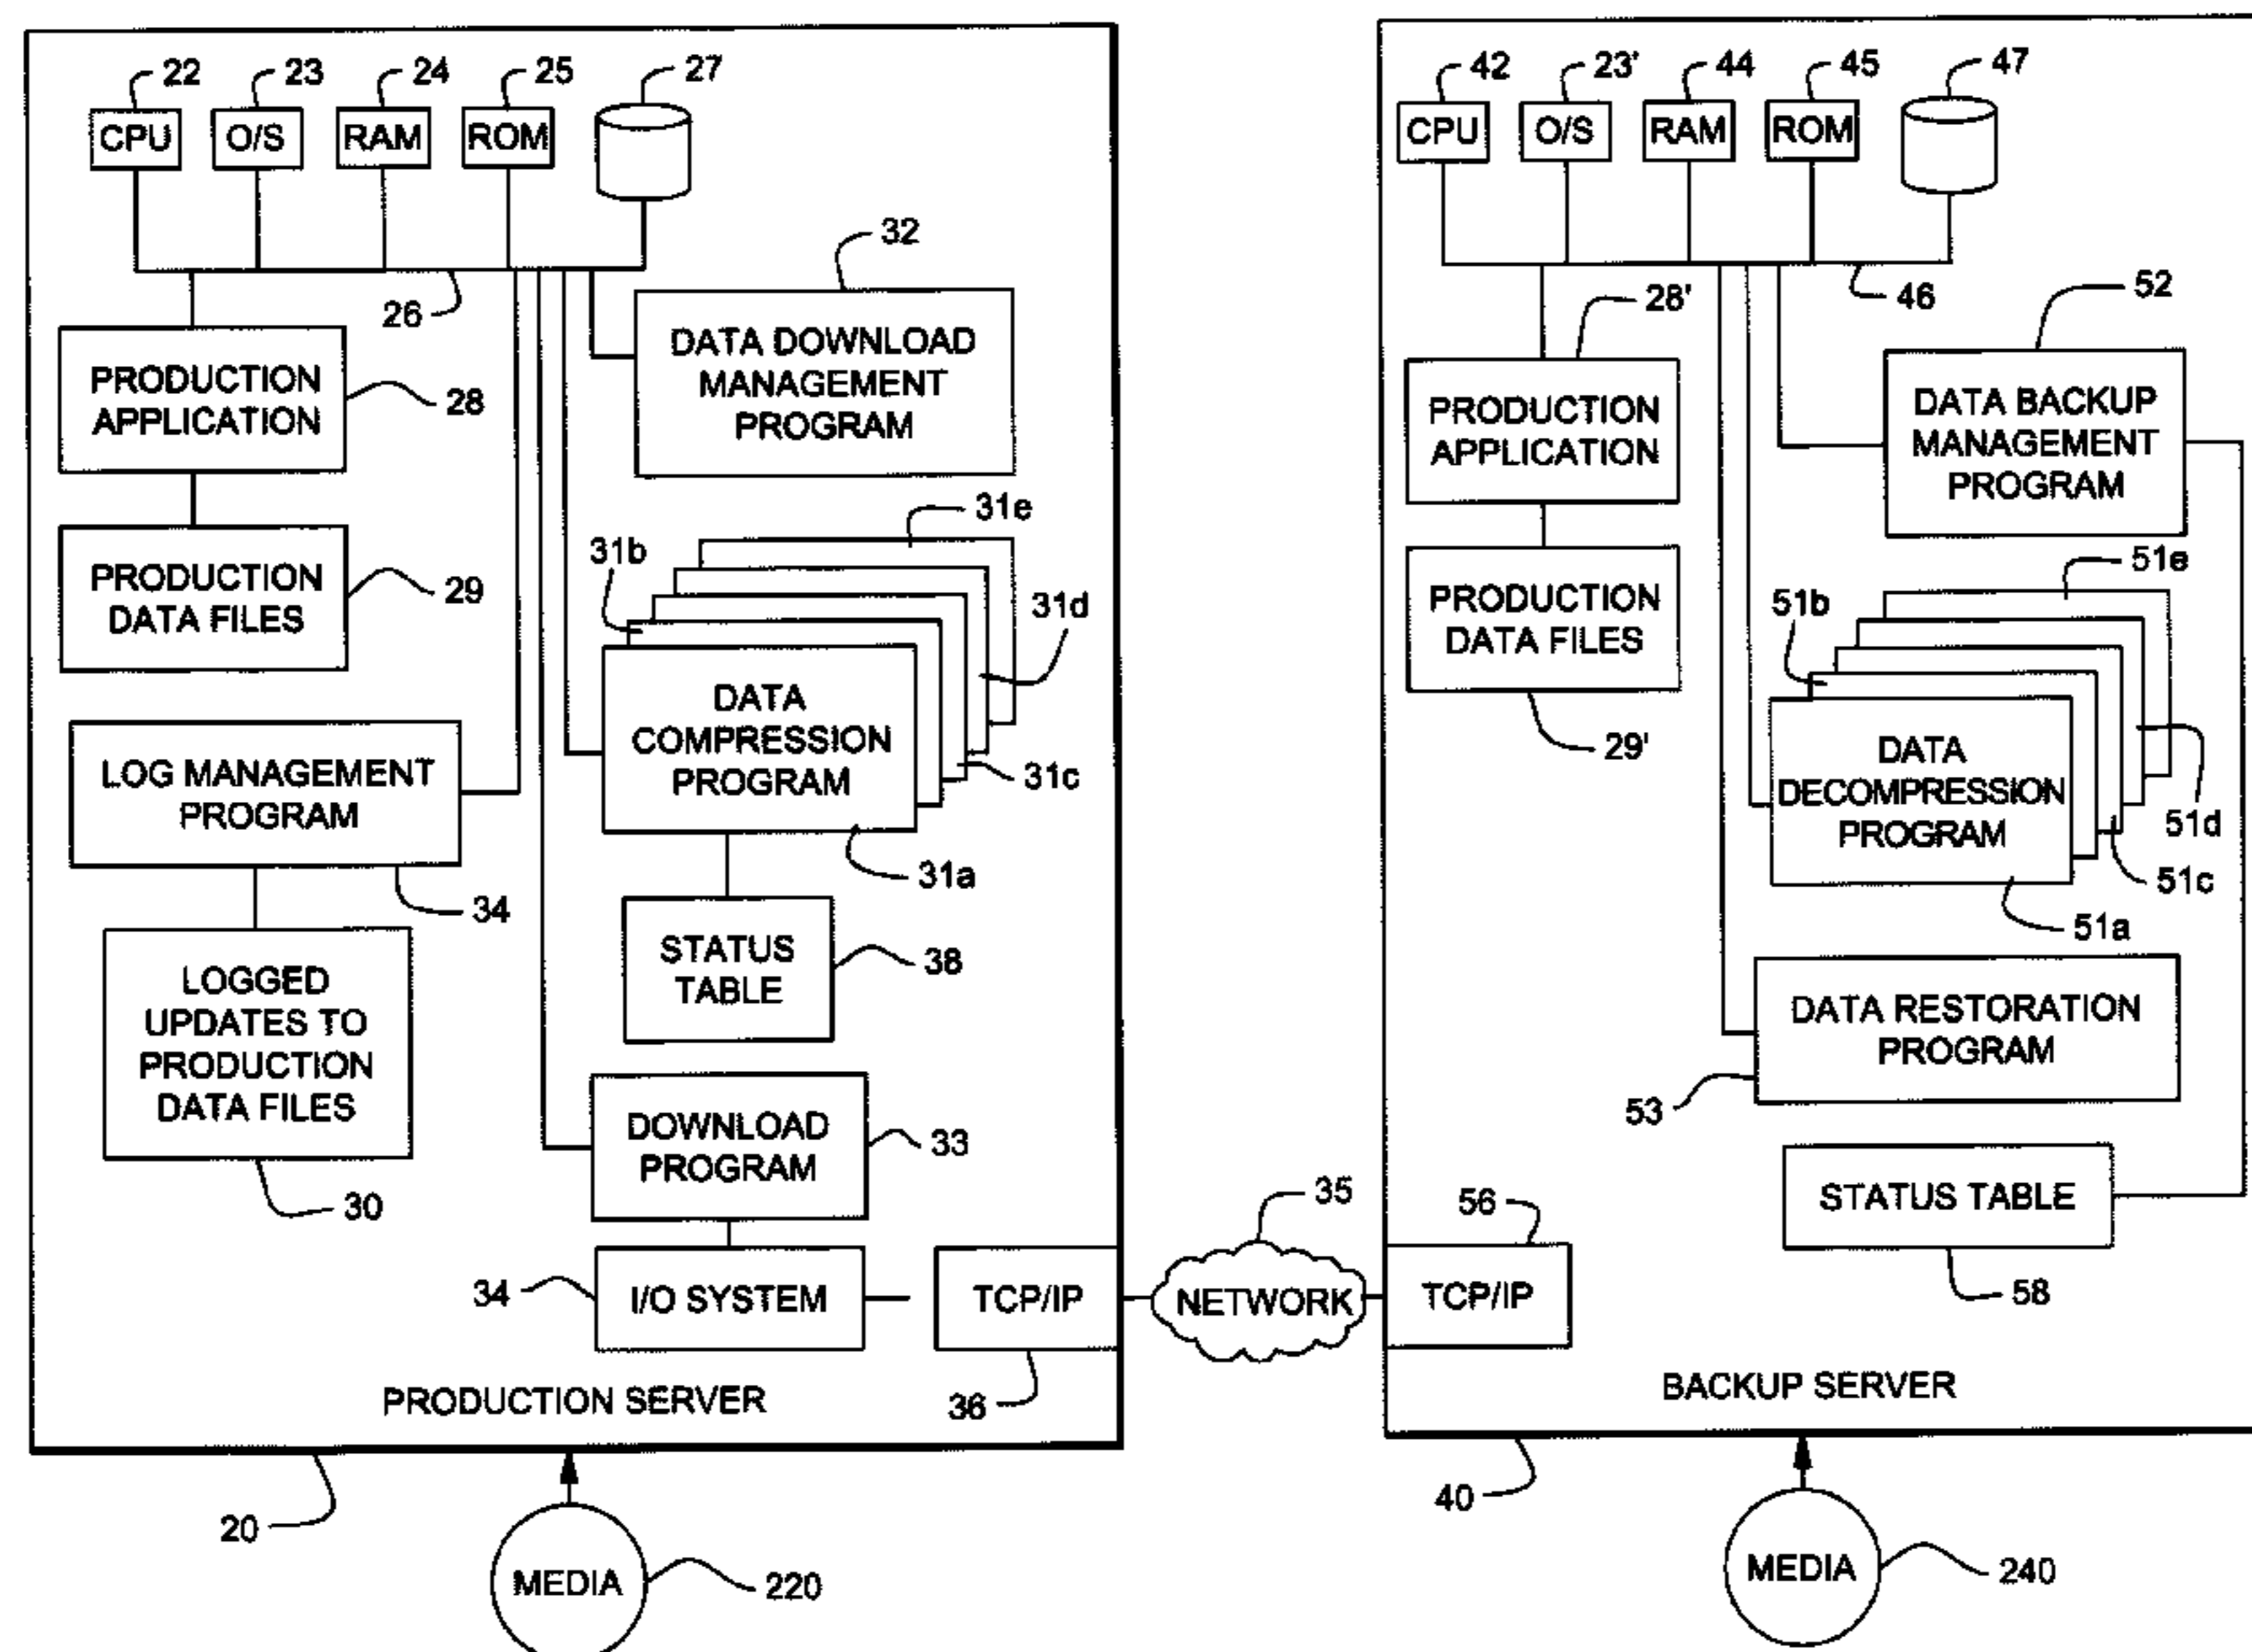 22
23
24
25
27
CPU
O/S
RAM
ROM
32
26
DATA DOWNLOAD
MANAGEMENT
PROGRAM
PRODUCTION
APPLICATION
28
PRODUCTION
DATA FILES
29
31e
31b
31d
DATA
COMPRESSION
PROGRAM
31c
31a
LOG MANAGEMENT
PROGRAM
34
STATUS
TABLE
38
LOGGED
UPDATES TO
PRODUCTION
DATA FILES
30
DOWNLOAD
PROGRAM
33
34
I/O SYSTEM
TCP/IP
36
PRODUCTION SERVER
20
MEDIA
220
35
NETWORK
42
23'
44
45
47
CPU
O/S
RAM
ROM
46
28'
52
PRODUCTION
APPLICATION
DATA BACKUP
MANAGEMENT
PROGRAM
PRODUCTION
DATA FILES
29'
51e
51b
DATA
DECOMPRESSION
PROGRAM
51d
51c
51a
DATA RESTORATION
PROGRAM
53
STATUS TABLE
58
56
TCP/IP
BACKUP SERVER
40
MEDIA
240